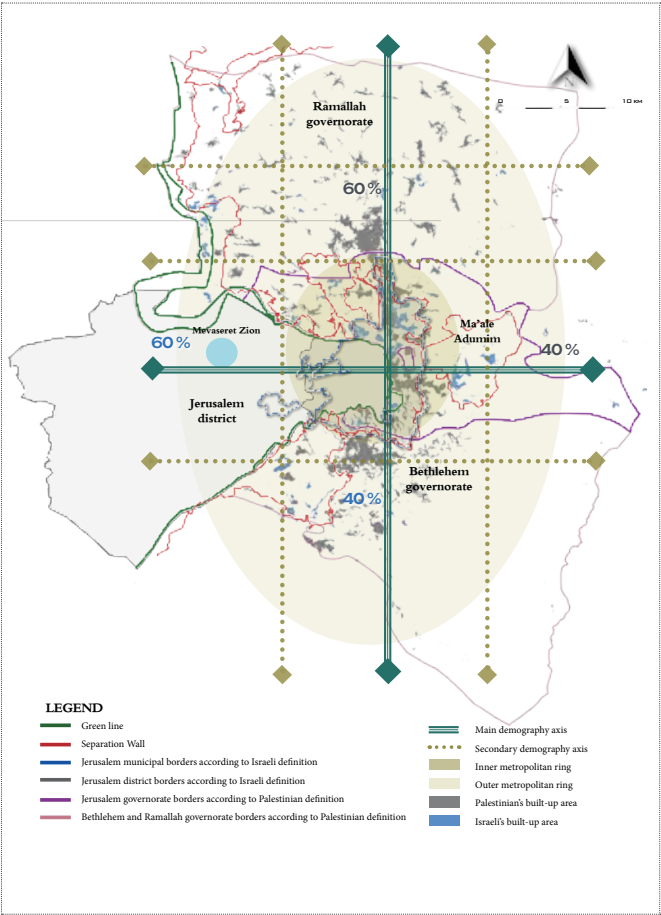 Ramallah
governorate
0 5 10 KM
60 %
Mevaseret Zion
60 %
Ma'ale
Adumim
40 %
Jerusalem
district
Bethlehem
governorate
40 %
LEGEND
Green line
Separation Wall
Jerusalem municipal borders according to Israeli definition
Jerusalem district borders according to Israeli definition
Jerusalem governorate borders according to Palestinian definition
Bethlehem and Ramallah governorate borders according to Palestinian definition
Main demography axis
Secondary demography axis
Inner metropolitan ring
Outer metropolitan ring
Palestinian's built-up area
Israeli's built-up area